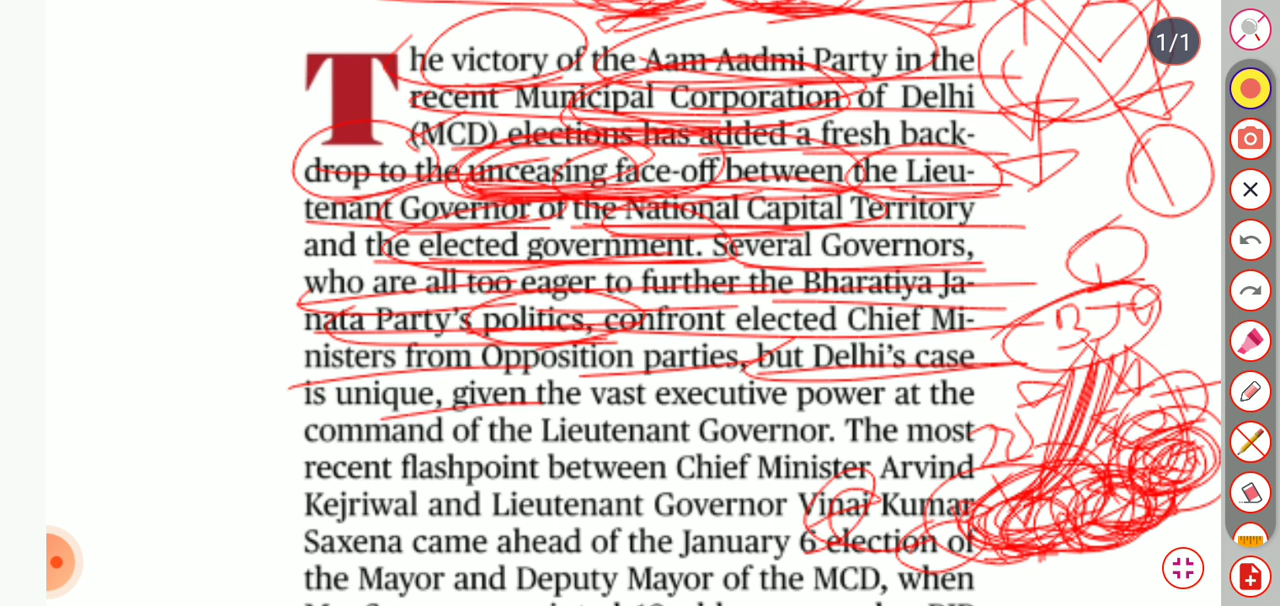 1/1
The victory of the Aam Aadmi Party in the
recent Municipal Corporation of Delhi
(MCD) elections has added a fresh back-
drop to the unceasing face-off between the Lieu-
tenant Governor of the National Capital Territory
and the elected government. Several Governors,
who are all too eager to further the Bharatiya Ja-
nata Party's politics, confront elected Chief Mi-
nisters from Opposition parties, but Delhi's case
is unique, given the vast executive power at the
command of the Lieutenant Governor. The most
recent flashpoint between Chief Minister Arvind
Kejriwal and Lieutenant Governor Vinai Kumar
Saxena came ahead of the January 6 election of
the Mayor and Deputy Mayor of the MCD, when